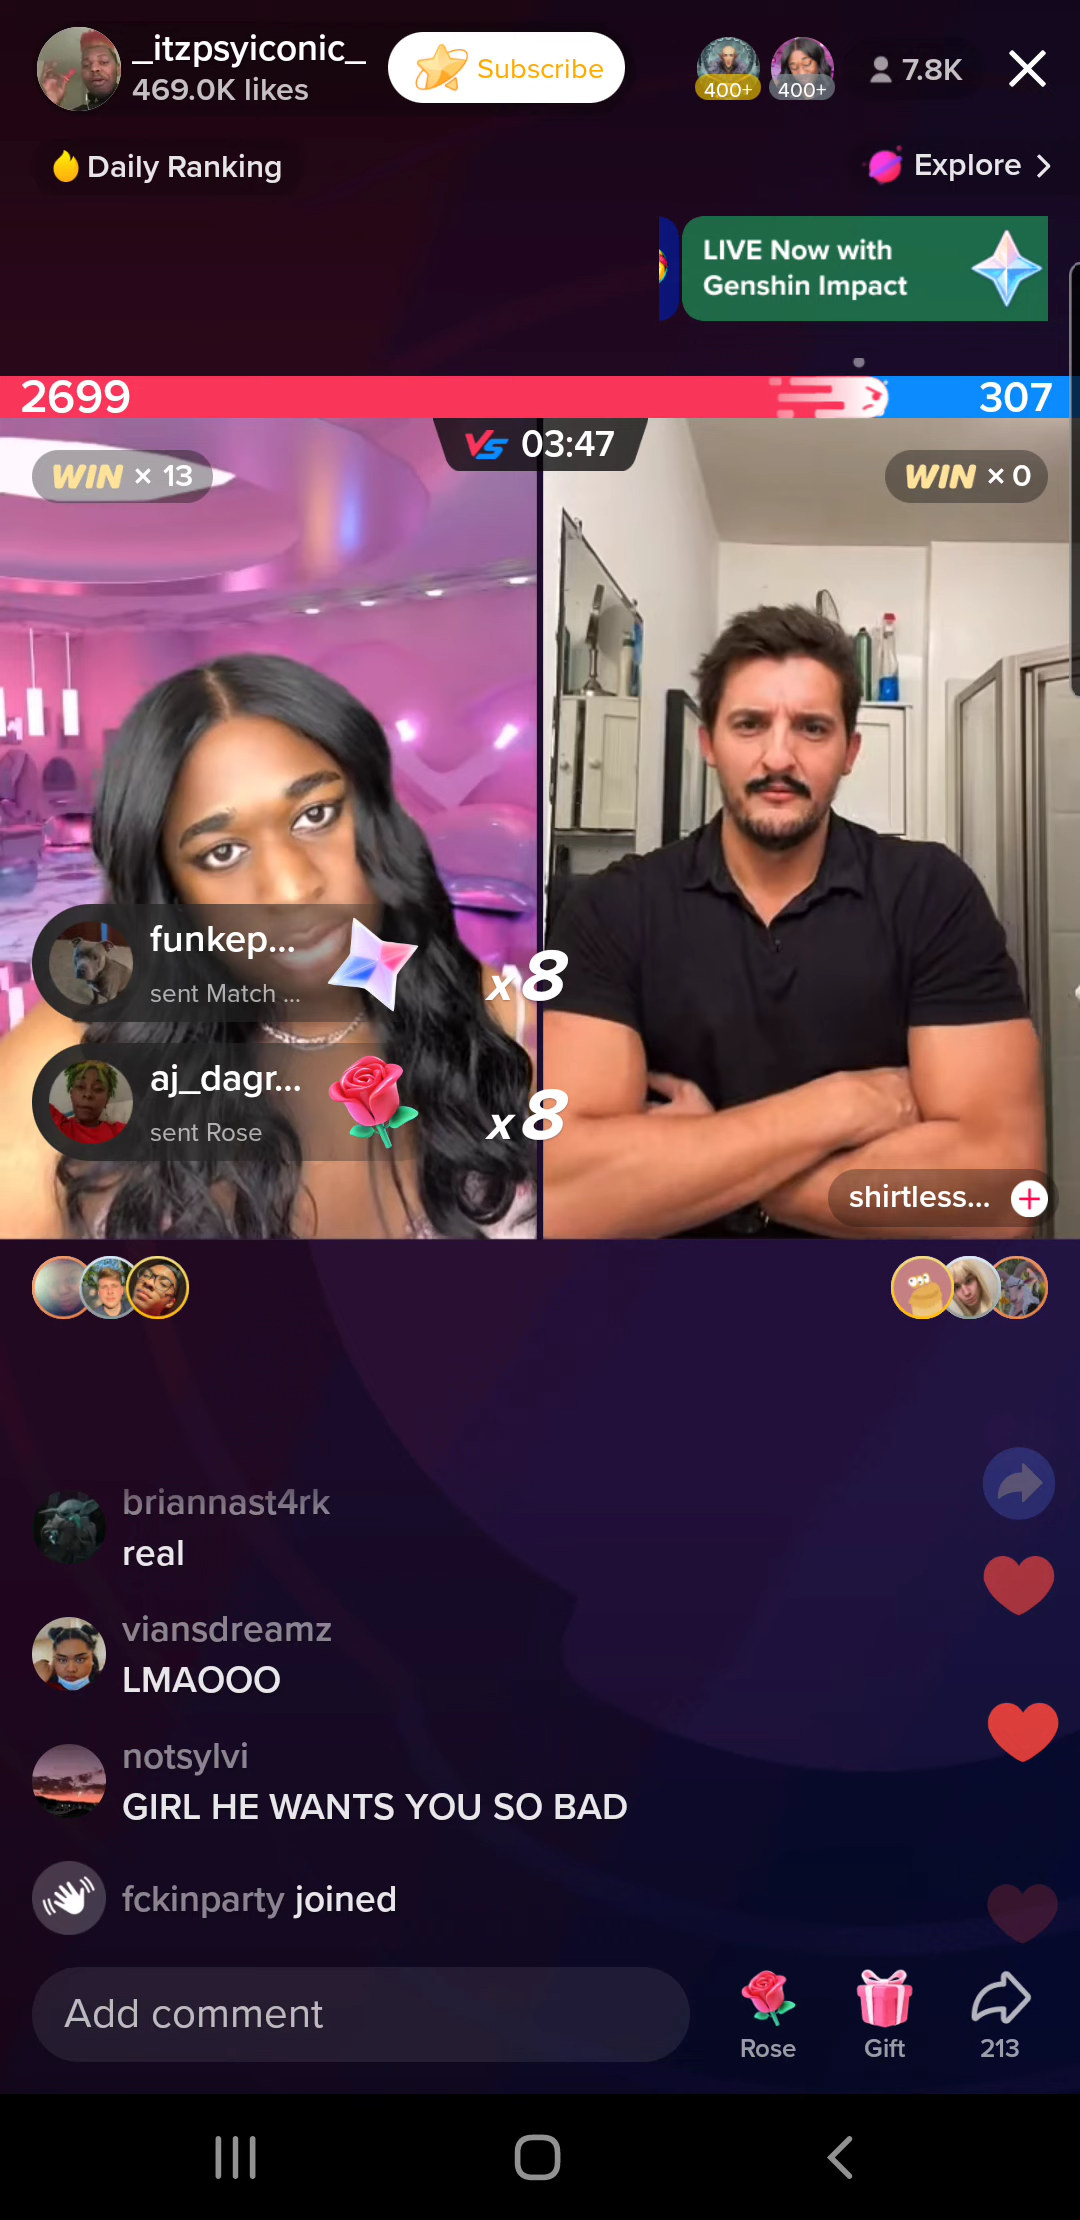 _itzpsyiconic_
469.0K likes
Subscribe
400+
400+
7.8K
Daily Ranking
Explore
LIVE Now with
Genshin Impact
2699
307
VS 03:47
WIN × 13
WIN × 0
funkep...
sent Match ...
x8
aj_dagr...
sent Rose
x8
shirtless...
briannast4rk
real
viansdreamz
LMAOOO
notsylvi
GIRL HE WANTS YOU SO BAD
fckinparty joined
Add comment
Rose
Gift
213